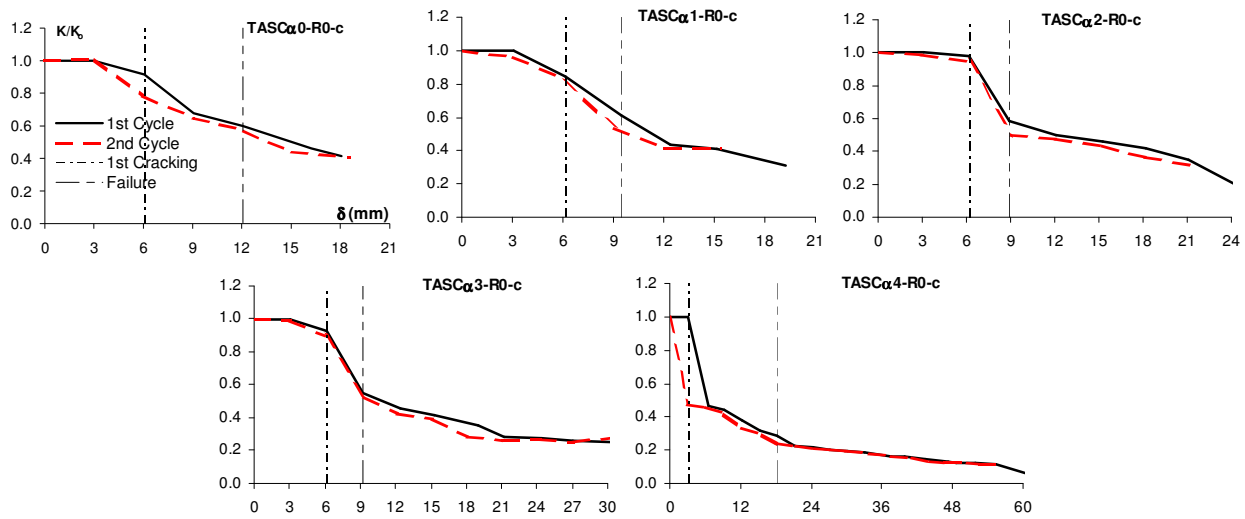 K/K₀ TASCα0-R0-c
1.2
1.0
0.8
0.6
0.4
0.2
0.0
1st Cycle
2nd Cycle
1st Cracking
Failure
δ (mm)
0 3 6 9 12 15 18 21
TASCα1-R0-c
1.2
1.0
0.8
0.6
0.4
0.2
0.0
0 3 6 9 12 15 18 21
TASCα2-R0-c
1.2
1.0
0.8
0.6
0.4
0.2
0.0
0 3 6 9 12 15 18 21 24
TASCα3-R0-c
1.2
1.0
0.8
0.6
0.4
0.2
0.0
0 3 6 9 12 15 18 21 24 27 30
TASCα4-R0-c
1.2
1.0
0.8
0.6
0.4
0.2
0.0
0 12 24 36 48 60